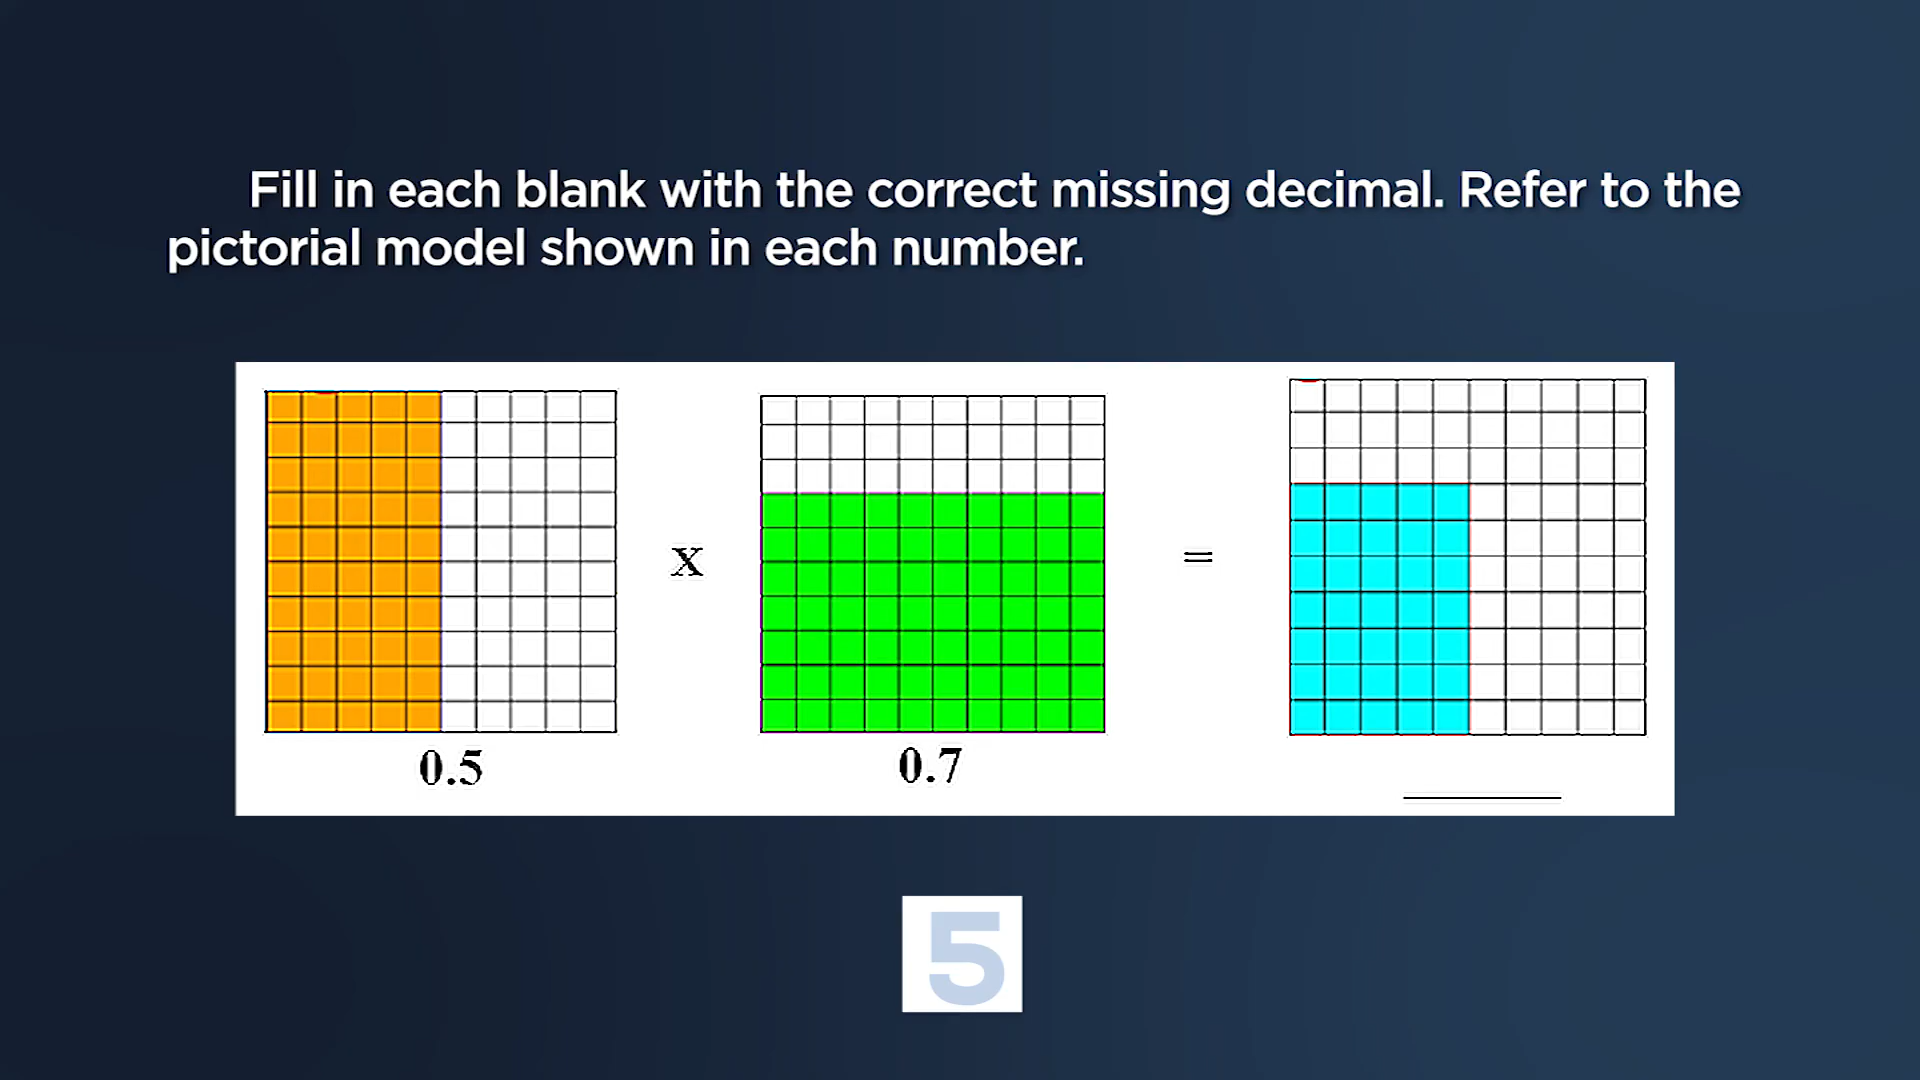 Fill in each blank with the correct missing decimal. Refer to the
pictorial model shown in each number.
x =
0.5 0.7
5